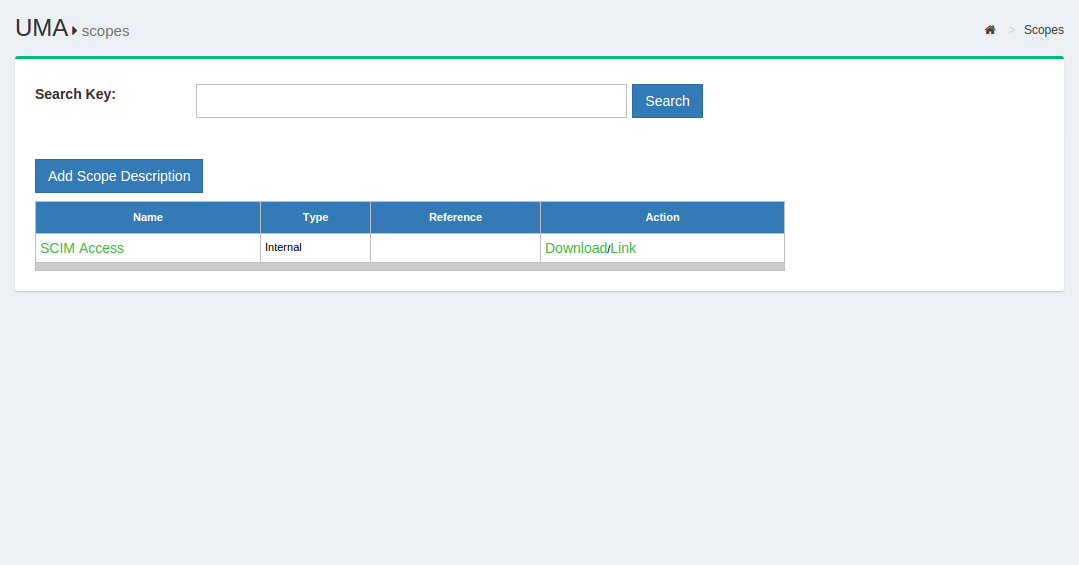 UMA scopes
> Scopes
Search Key:
Search
Add Scope Description
Name Type Reference Action
SCIM Access Internal Download/Link